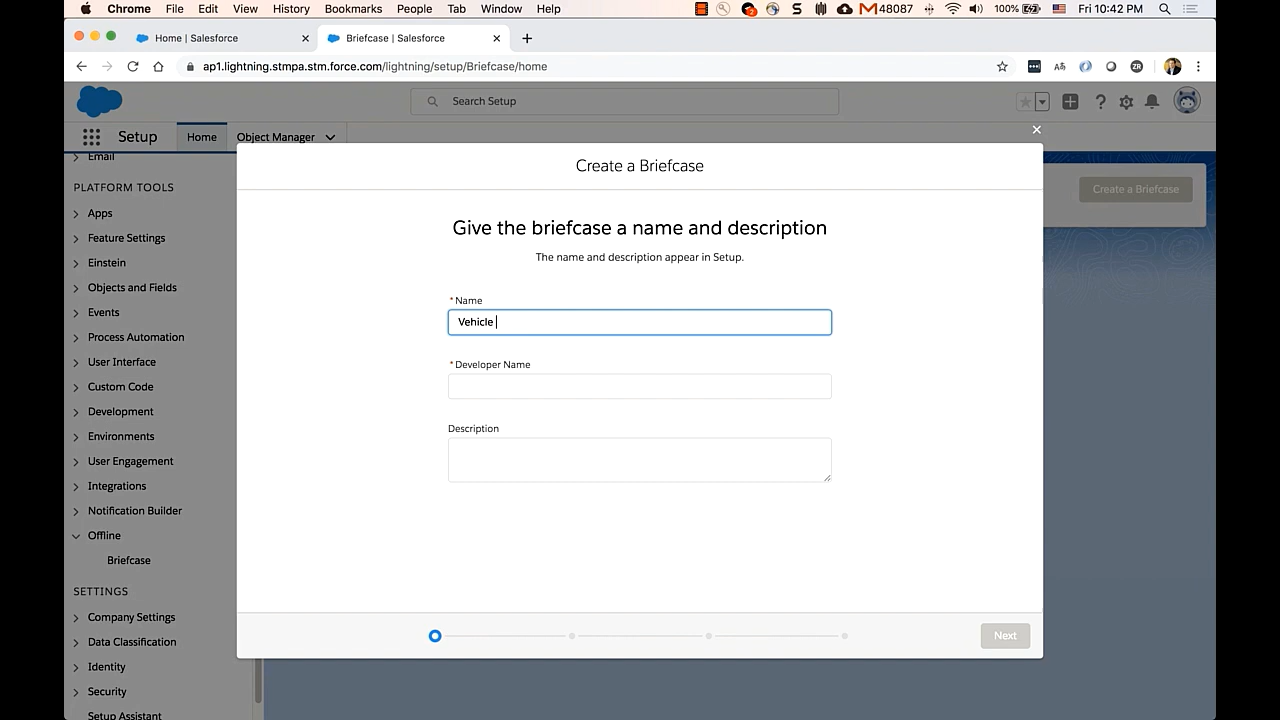 Chrome File Edit View History Bookmarks People Tab Window Help 2 48087 100% Fri 10:42 PM
Home | Salesforce Briefcase | Salesforce
ap1.lightning.stmpa.stm.force.com/lightning/setup/Briefcase/home ZR
Search Setup
Setup Home Object Manager
Email
PLATFORM TOOLS
Apps
Feature Settings
Einstein
Objects and Fields
Events
Process Automation
User Interface
Custom Code
Development
Environments
User Engagement
Integrations
Notification Builder
Offline
Briefcase
SETTINGS
Company Settings
Data Classification
Identity
Security
Setup Assistant
Create a Briefcase
Create a Briefcase
Give the briefcase a name and description
The name and description appear in Setup.
*Name
Vehicle
*Developer Name
Description
Next